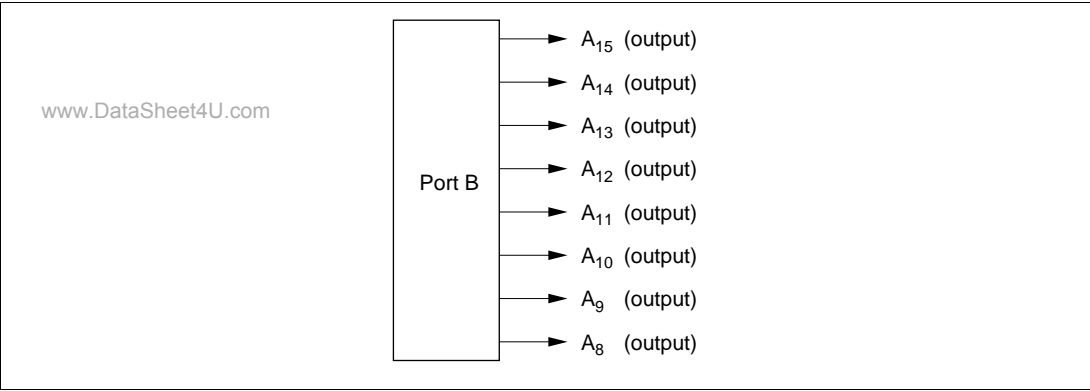 A15 (output)
A14 (output)
www.DataSheet4U.com
A13 (output)
A12 (output)
Port B
A11 (output)
A10 (output)
A9 (output)
A8 (output)